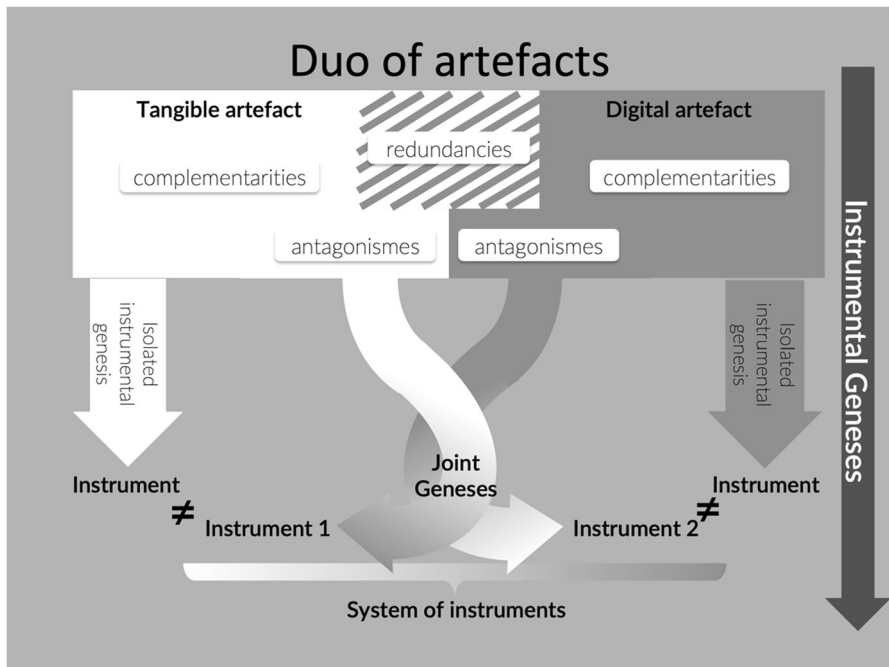 Duo of artefacts
Tangible artefact
Digital artefact
redundancies
complementarities
complementarities
antagonismes
antagonismes
Isolated
instrumental
genesis
Isolated
instrumental
genesis
Instrumental Geneses
Joint
Geneses
Instrument
Instrument
≠
≠
Instrument 1
Instrument 2
System of instruments